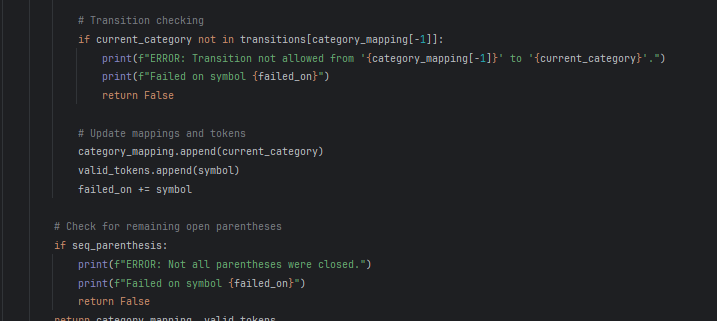 # Transition checking
if current_category not in transitions[category_mapping[-1]]:
print(f"ERROR: Transition not allowed from '{category_mapping[-1]}' to '{current_category}'.")
print(f"Failed on symbol {failed_on}")
return False
# Update mappings and tokens
category_mapping.append(current_category)
valid_tokens.append(symbol)
failed_on += symbol
# Check for remaining open parentheses
if seq_parenthesis:
print(f"ERROR: Not all parentheses were closed.")
print(f"Failed on symbol {failed_on}")
return False
return category_mapping, valid_tokens